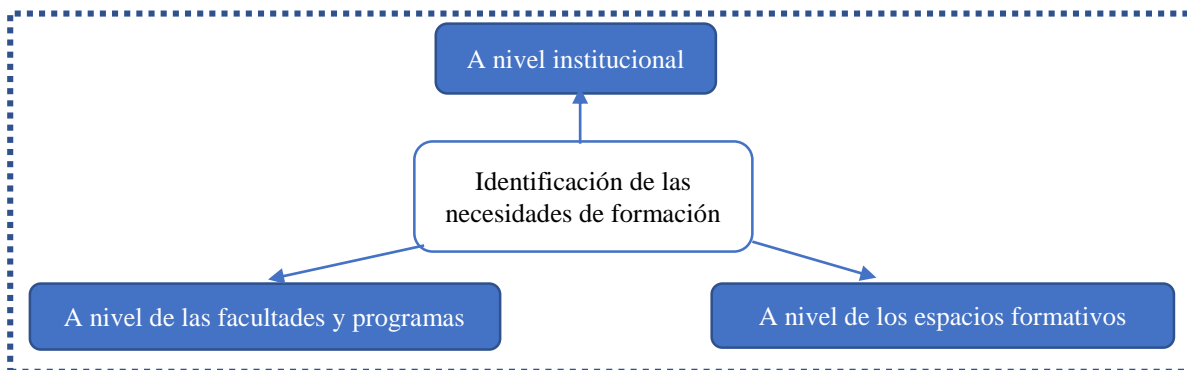 A nivel institucional
Identificación de las
necesidades de formación
A nivel de las facultades y programas
A nivel de los espacios formativos